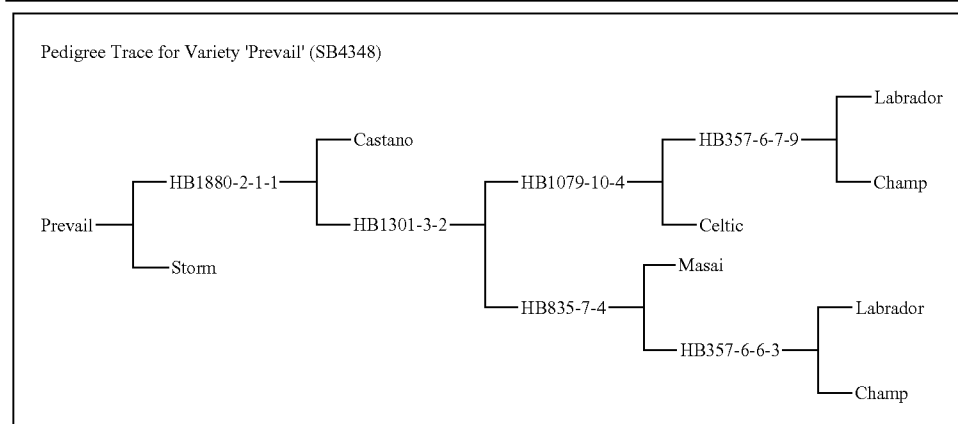 Pedigree Trace for Variety 'Prevail' (SB4348)
Labrador
Castano
HB357-6-7-9
HB1880-2-1-1
HB1079-10-4
Champ
Prevail
HB1301-3-2
Celtic
Storm
Masai
HB835-7-4
Labrador
HB357-6-6-3
Champ